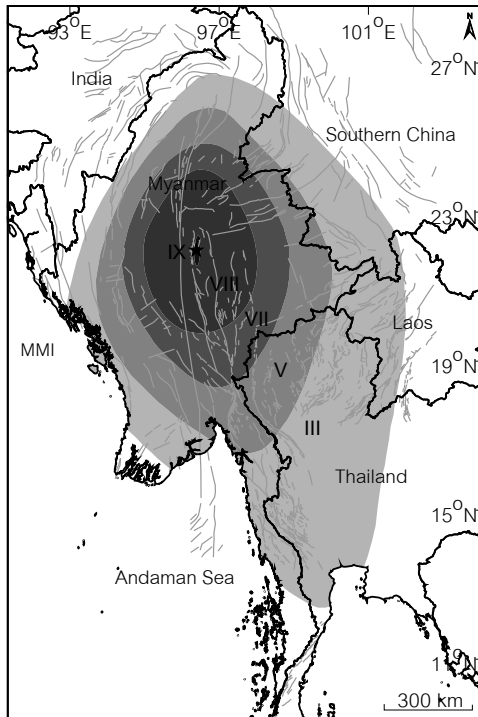 93°E 97°E 101°E
N
27°N
India
Southern China
Myanmar
23°N
IX
VIII
VII
Laos
MMI
19°N
V
III
Thailand
15°N
Andaman Sea
11°N
300 km